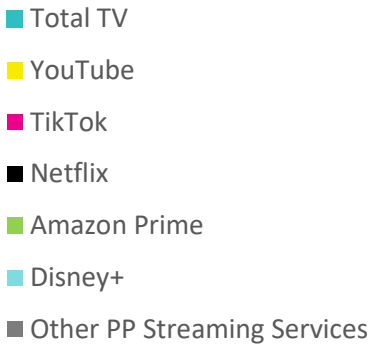 Total TV
YouTube
TikTok
Netflix
Amazon Prime
Disney+
Other PP Streaming Services